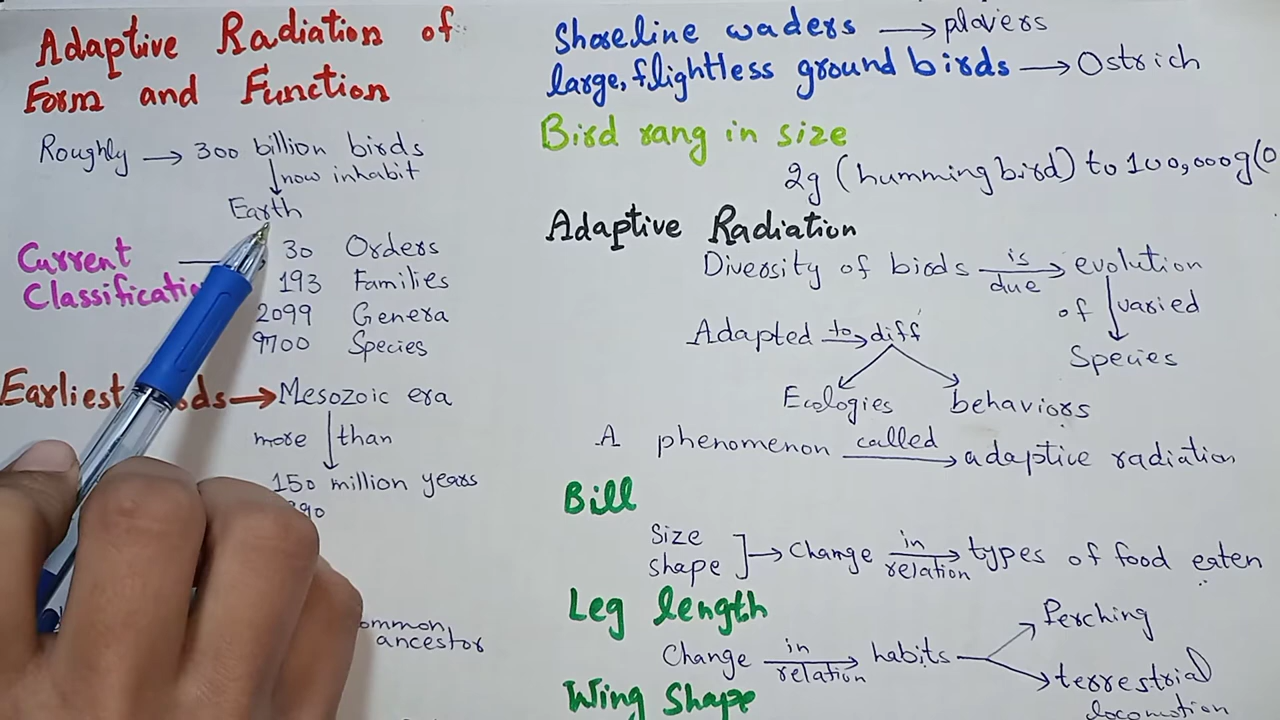 Adaptive Radiation of
Form and Function
Roughly → 300 billion birds
now inhabit
Earth
Current
Classificati
30 Orders
193 Families
2099 Genera
9700 Species
Earliest ds → Mesozoic era
more than
150 million years
ommon
ancestor
Shoreline waders → plovers
large, flightless ground birds → Ostrich
Bird rang in size
2g (hummingbird) to 100,000g(O
Adaptive Radiation
Diversity of birds is due → evolution
of varied
Species
Adapted to → diff
Ecologies behaviors
A phenomenon called → adaptive radiation
Bill
Size
shape ] → Change in relation → types of food eaten
Leg length
Change in relation → habits
Perching
terrestrial
locomotion
Wing Shape